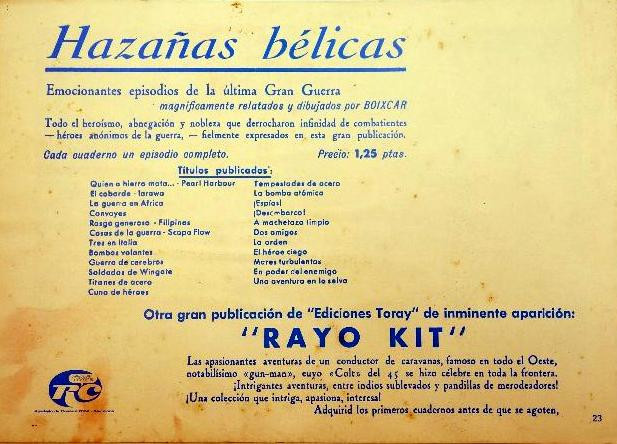 Hazañas bélicas
Emocionantes episodios de la última Gran Guerra
magníficamente relatados y dibujados por BOIXCAR
Todo el heroísmo, abnegación y nobleza que derrocharon infinidad de combatientes
—héroes anónimos de la guerra, — fielmente expresados en esta gran publicación.
Cada cuaderno un episodio completo. Precio: 1,25 ptas.
Títulos publicados:
Quien a hierro mata... - Pearl Harbour
El cobarde - Tarawa
La guerra en Africa
Convoyes
Rasgo generoso - Filipinas
Cosas de la guerra - Scapa Flow
Tres en Italia
Bombas volantes
Guerra de cerebros
Soldados de Wingate
Titanes de acero
Cuna de héroes
Tempestades de acero
La bomba atómica
¡Espías!
¡Desembarco!
A machetazo limpio
Dos amigos
La orden
El héroe ciego
Mares turbulentos
En poder del enemigo
Una aventura en la selva
Otra gran publicación de "Ediciones Toray" de inminente aparición:
"RAYO KIT"
Las apasionantes aventuras de un conductor de caravanas, famoso en todo el Oeste,
notabilísimo «gun-man», cuyo «Colt» del 45 se hizo célebre en toda la frontera.
¡Intrigantes aventuras, entre indios sublevados y pandillas de merodeadores!
¡Una colección que intriga, apasiona, interesa!
Adquirid los primeros cuadernos antes de que se agoten,
23